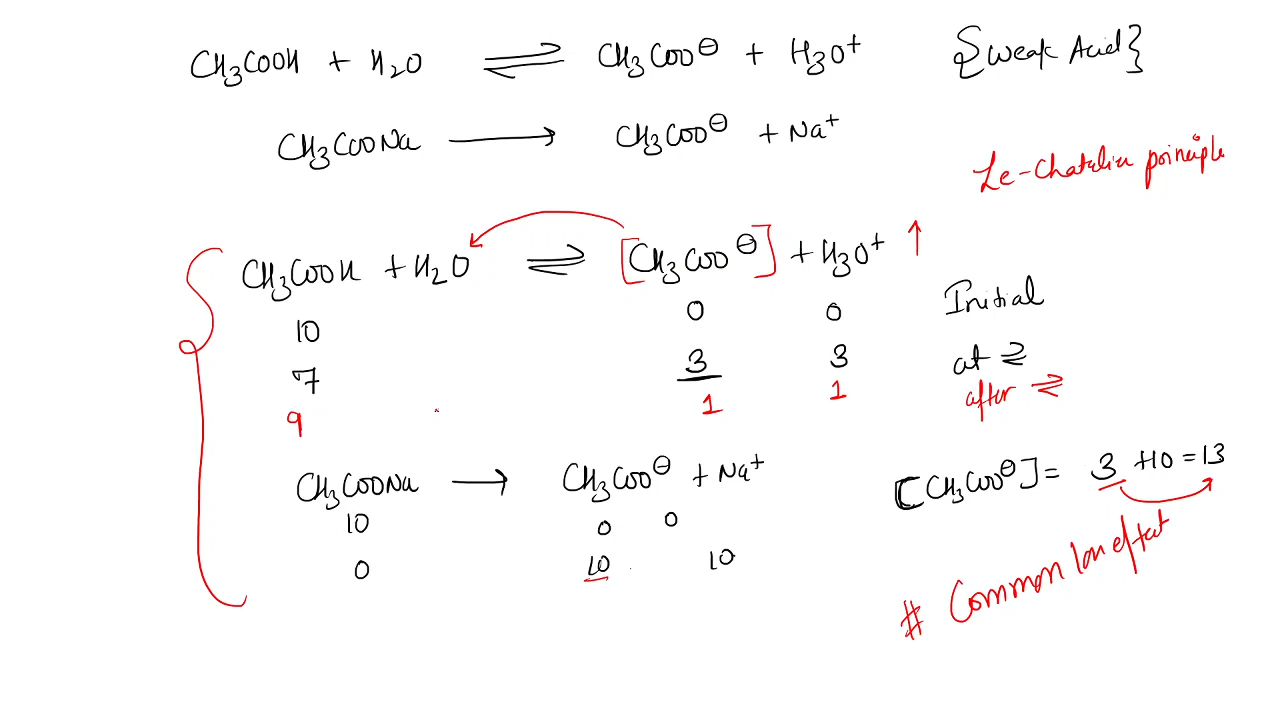 CH3COOH + H2O ⇌ CH3COO⊖ + H3O+ {Weak Acid}
CH3COONa ⟶ CH3COO⊖ + Na+
Le-Chatelier principle
CH3COOH + H2O ⇌ [CH3COO⊖] + H3O+ ↑
10 0 0 Initial
7 3 3 at ⇌
9 1 1 after ⇌
CH3COONa ⟶ CH3COO⊖ + Na+
10 0 0
0 10 10
[CH3COO⊖] = 3 +10 = 13
# Common Ion effect